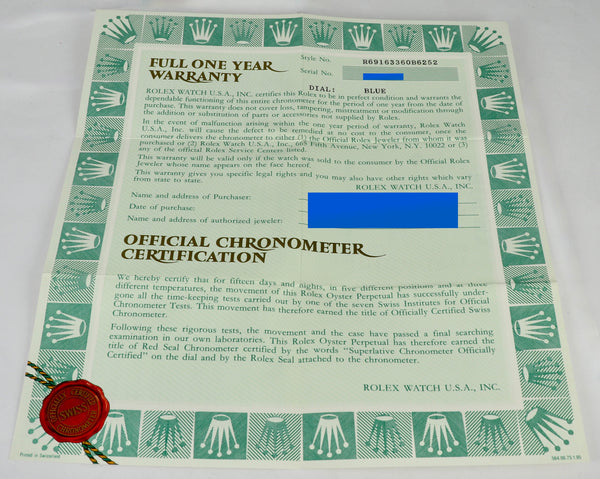 FULL ONE YEAR
WARRANTY
Style No. R69163360B6252
Serial No.
DIAL: BLUE
ROLEX WATCH U.S.A., INC. certifies this Rolex to be in perfect condition and warrants the
dependable functioning of this entire chronometer for the period of one year from the date of
purchase. This warranty does not cover loss, tampering, mistreatment or modification through
the addition or substitution of parts or accessories not supplied by Rolex.
In the event of malfunction arising within the one year period of warranty, Rolex Watch
U.S.A., Inc. will cause the defect to be remedied at no cost to the consumer, once the
consumer delivers the chronometer to either (1) the Official Rolex Jeweler from whom it was
purchased or (2) Rolex Watch U.S.A., Inc., 665 Fifth Avenue, New York, N.Y. 10022 or (3)
any of the official Rolex Service Centers listed.
This warranty will be valid only if the watch was sold to the consumer by the Official Rolex
Jeweler whose name appears on the face hereof.
This warranty gives you specific legal rights and you may also have other rights which vary
from state to state.
ROLEX WATCH U.S.A., INC.
Name and address of Purchaser:
Date of purchase:
Name and address of authorized jeweler:
OFFICIAL CHRONOMETER
CERTIFICATION
We hereby certify that for fifteen days and nights, in five different positions and at three
different temperatures, the movement of this Rolex Oyster Perpetual has successfully under-
gone all the time-keeping tests carried out by one of the seven Swiss Institutes for Official
Chronometer Tests. This movement has therefore earned the title of Officially Certified Swiss
Chronometer.
Following these rigorous tests, the movement and the case have passed a final searching
examination in our own laboratories. This Rolex Oyster Perpetual has therefore earned the
title of Red Seal Chronometer certified by the words "Superlative Chronometer Officially
Certified" on the dial and by the Rolex Seal attached to the chronometer.
ROLEX WATCH U.S.A., INC.
OFFICIALLY CERTIFIED
SWISS
CHRONOMETER
Printed in Switzerland
564.00.73.1.95